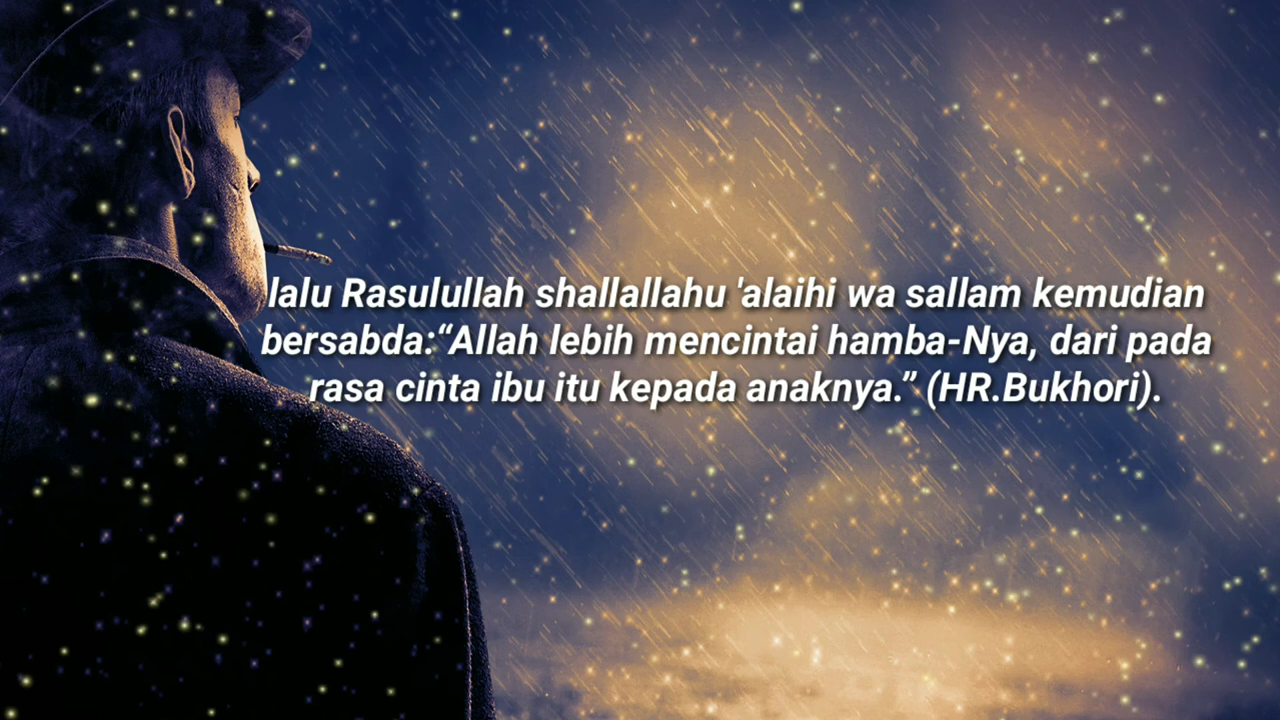 lalu Rasulullah shallallahu 'alaihi wa sallam kemudian
bersabda:“Allah lebih mencintai hamba-Nya, dari pada
rasa cinta ibu itu kepada anaknya.” (HR.Bukhori).